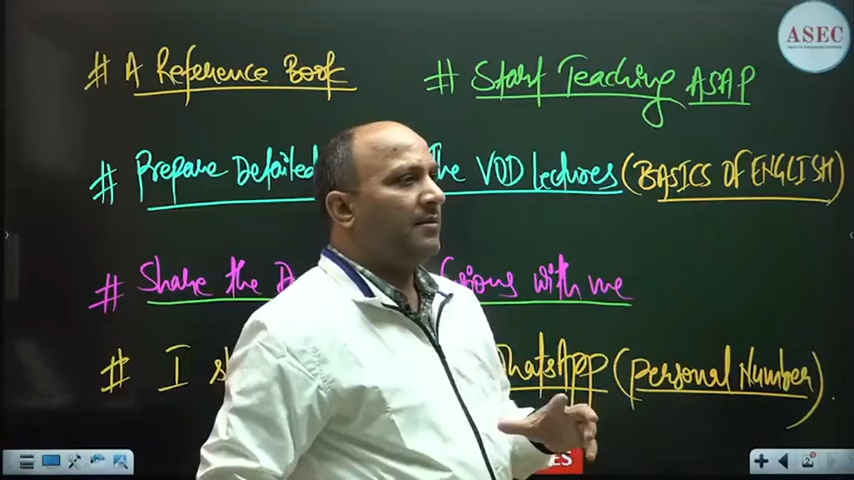 ASEC
# A Reference Book
# Start Teaching ASAP
# Prepare Detailed The VOD Lectures (BASICS OF ENGLISH)
# Share the with me
# I WhatsApp (Personal Number).